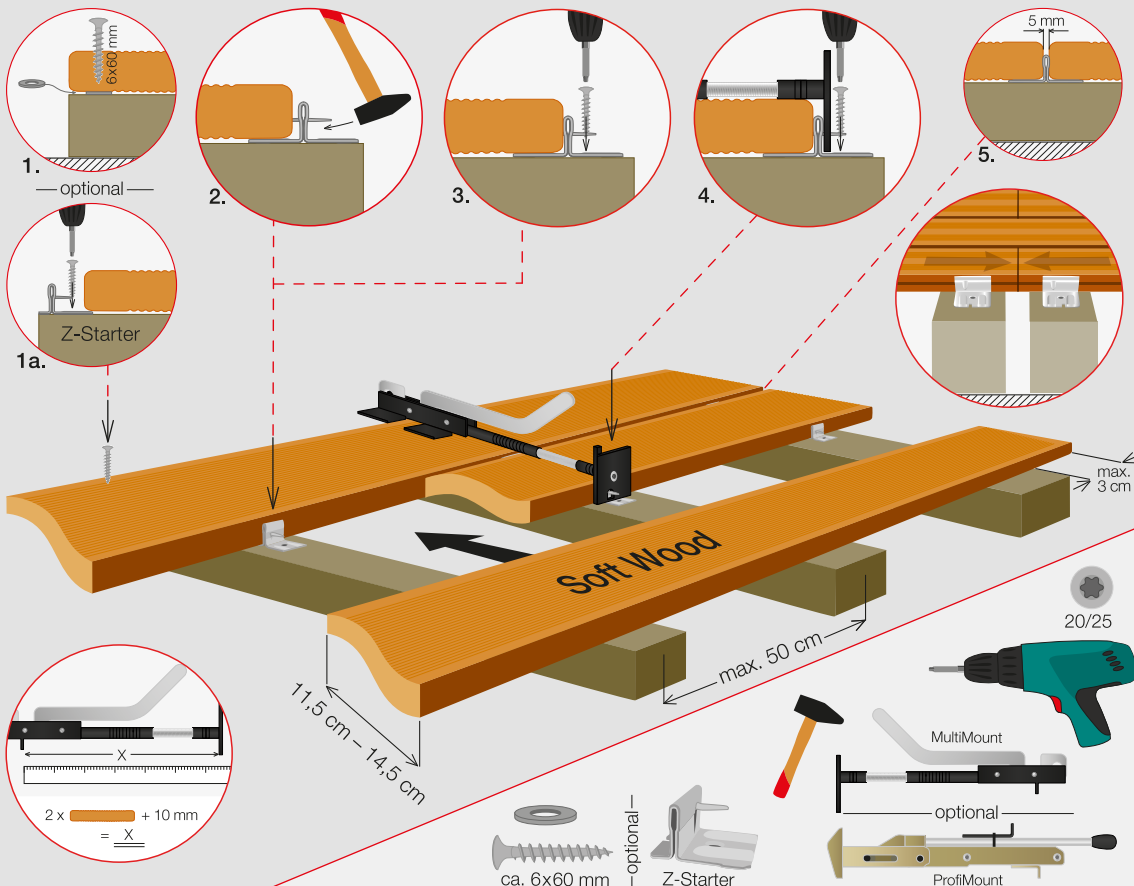 6x60 mm
1.
optional
2.
3.
4.
5 mm
5.
Z-Starter
1a.
max.
3 cm
Soft Wood
20/25
max. 50 cm
11,5 cm – 14,5 cm
X
2 x + 10 mm
= X
MultiMount
optional
optional
ca. 6x60 mm
Z-Starter
ProfiMount